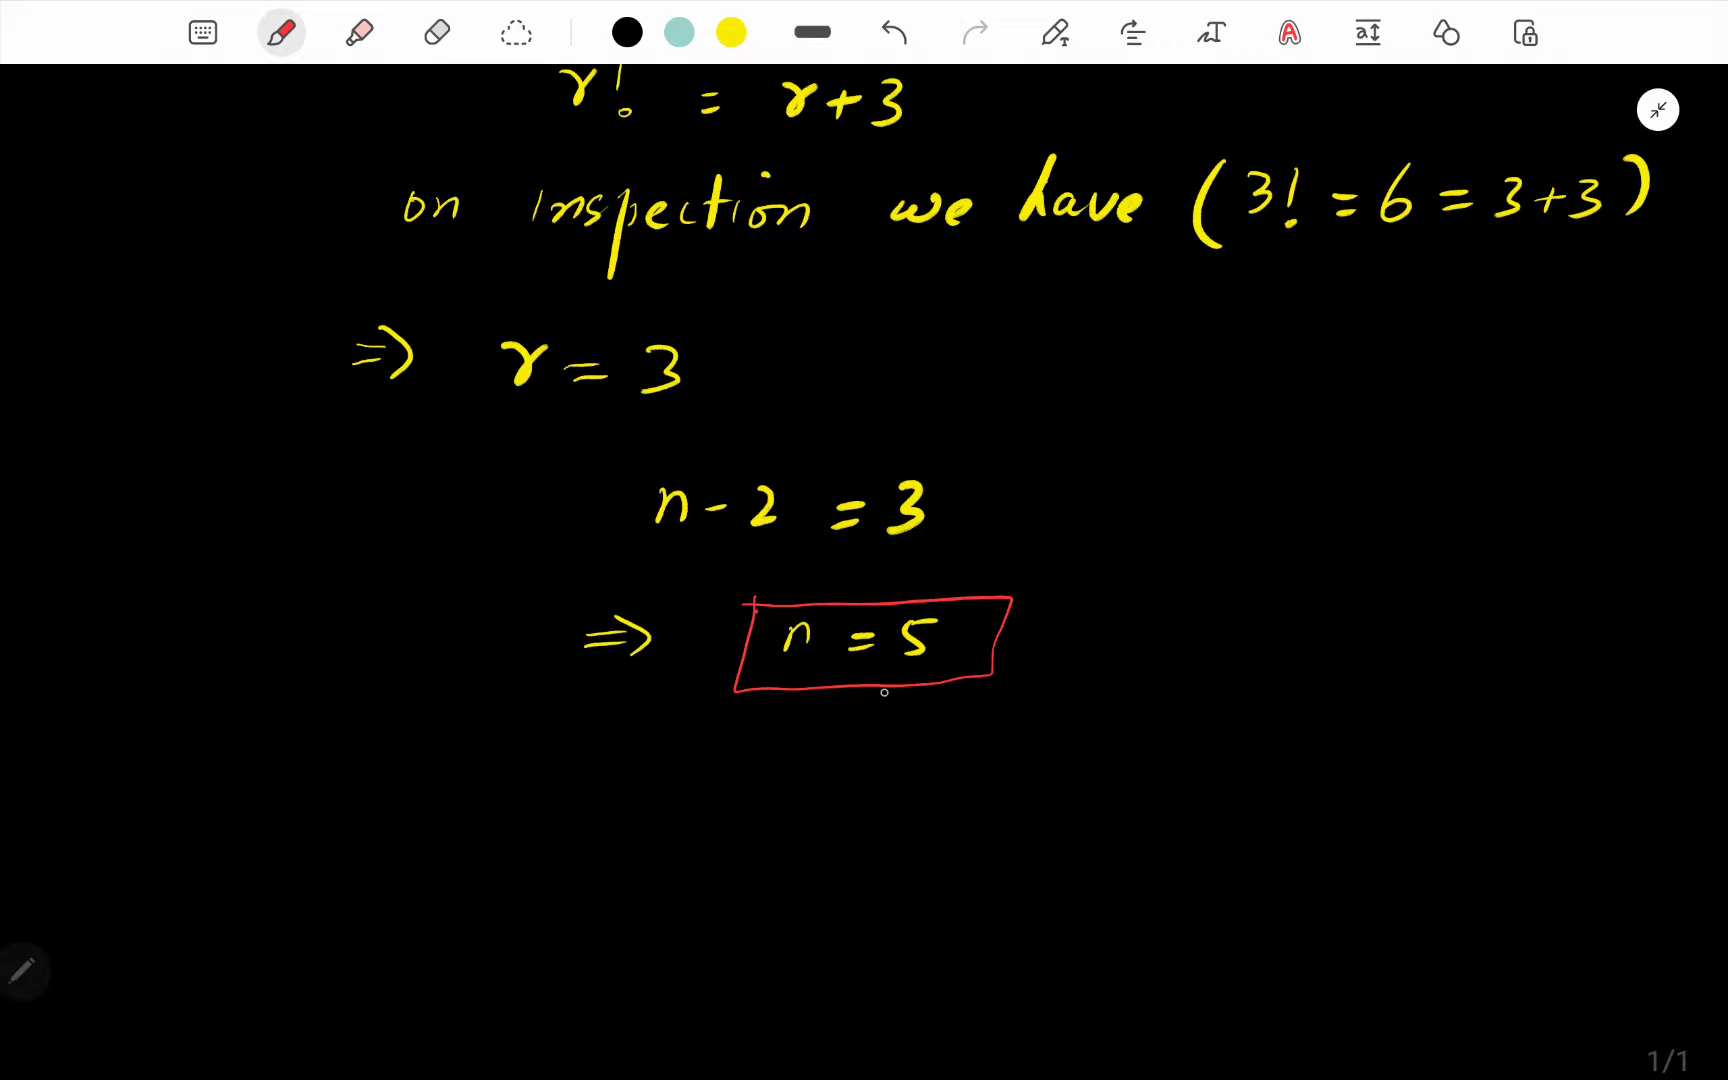 r! = r+3
on inspection we have (3! = 6 = 3+3)
⇒ r = 3
n - 2 = 3
⇒ n = 5
1/1